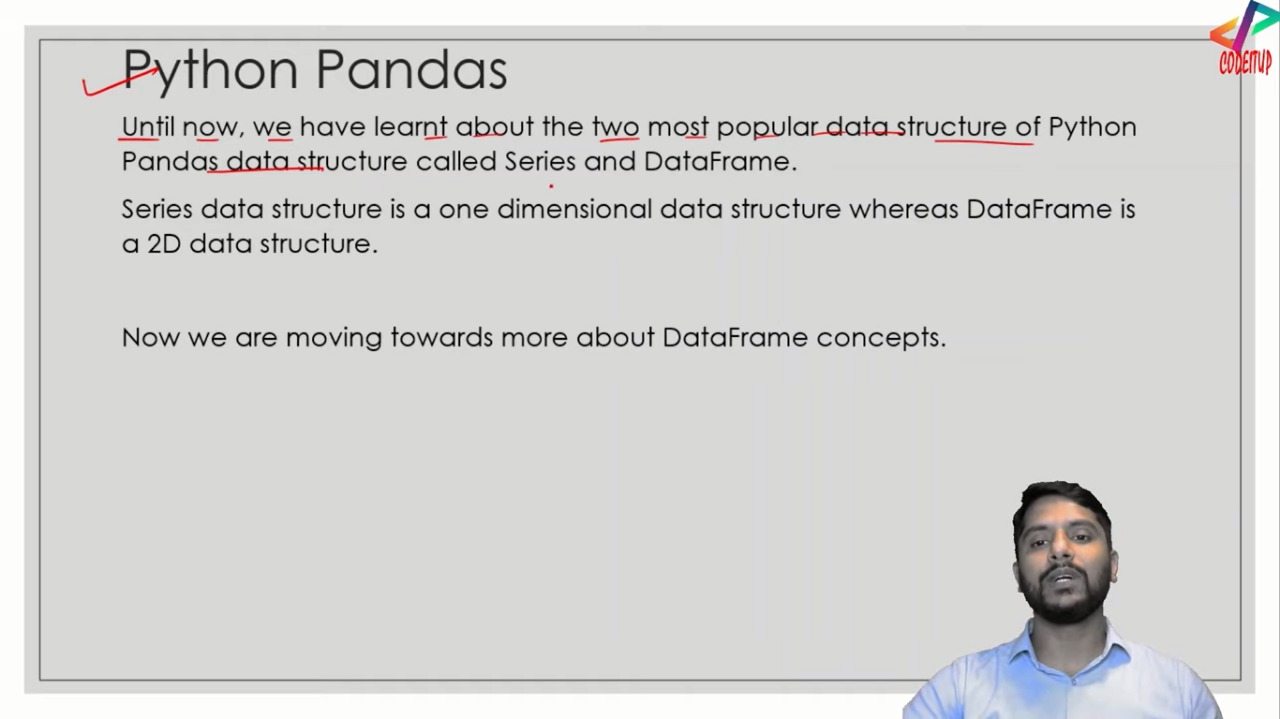 Python Pandas
Until now, we have learnt about the two most popular data structure of Python
Pandas data structure called Series and DataFrame.
Series data structure is a one dimensional data structure whereas DataFrame is
a 2D data structure.
Now we are moving towards more about DataFrame concepts.
CODEITUP